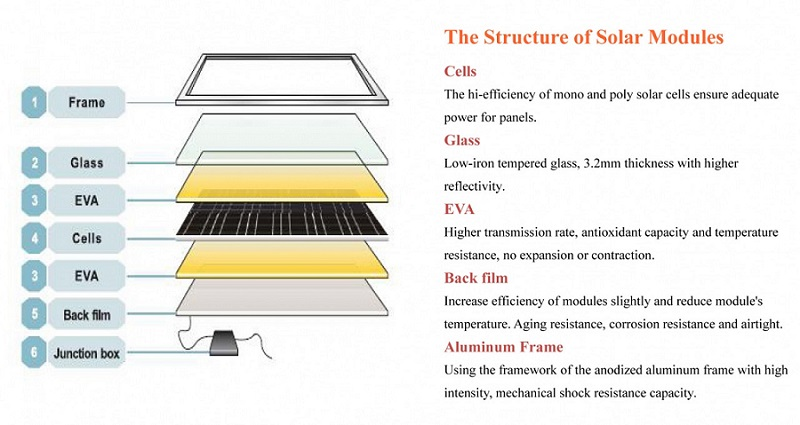 The Structure of Solar Modules
1 Frame
2 Glass
3 EVA
4 Cells
3 EVA
5 Back film
6 Junction box
Cells
The hi-efficiency of mono and poly solar cells ensure adequate
power for panels.
Glass
Low-iron tempered glass, 3.2mm thickness with higher
reflectivity.
EVA
Higher transmission rate, antioxidant capacity and temperature
resistance, no expansion or contraction.
Back film
Increase efficiency of modules slightly and reduce module's
temperature. Aging resistance, corrosion resistance and airtight.
Aluminum Frame
Using the framework of the anodized aluminum frame with high
intensity, mechanical shock resistance capacity.